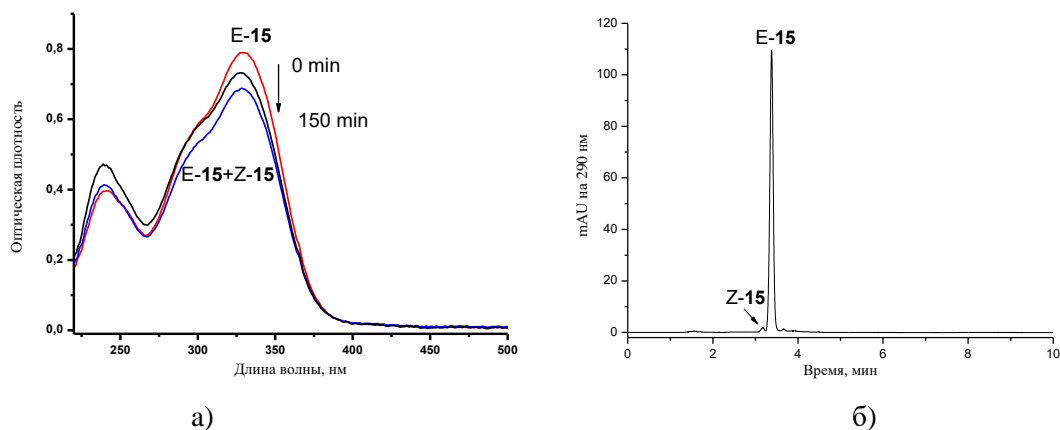 E-15
0 min
150 min
E-15+Z-15
Оптическая плотность
0,8
0,6
0,4
0,2
0,0
250
300
350
400
450
500
Длина волны, нм
а)
E-15
Z-15
mAU на 290 нм
120
100
80
60
40
20
0
0
2
4
6
8
10
Время, мин
б)